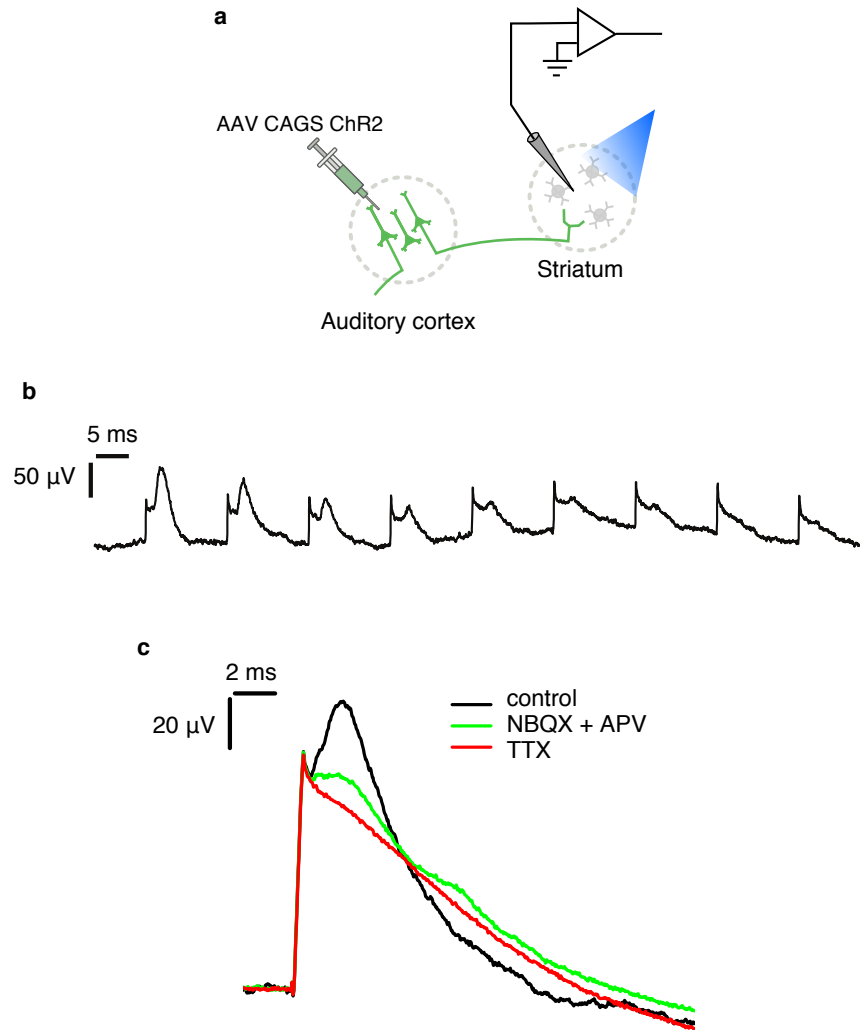 a
AAV CAGS ChR2
Striatum
Auditory cortex
b
5 ms
50 µV
c
2 ms
20 µV
control
NBQX + APV
TTX